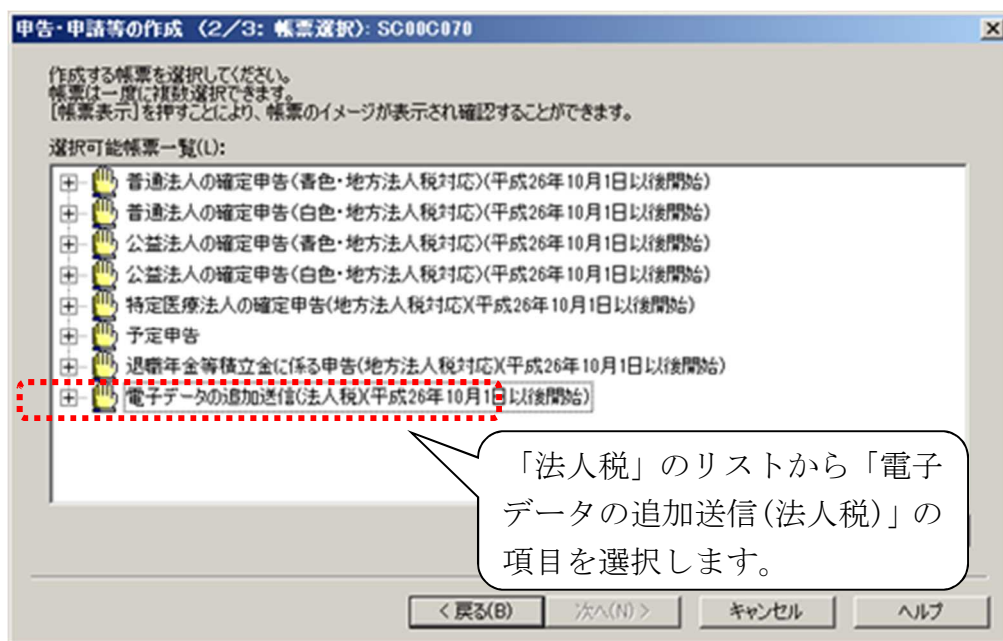 申告・申請等の作成 (2/3: 帳票選択): SC00C070
作成する帳票を選択してください。
帳票は一度に複数選択できます。
[帳票表示]を押すことにより、帳票のイメージが表示され確認することができます。
選択可能帳票一覧(L):
普通法人の確定申告(青色・地方法人税対応)(平成26年10月1日以後開始)
普通法人の確定申告(白色・地方法人税対応)(平成26年10月1日以後開始)
公益法人の確定申告(青色・地方法人税対応)(平成26年10月1日以後開始)
公益法人の確定申告(白色・地方法人税対応)(平成26年10月1日以後開始)
特定医療法人の確定申告(地方法人税対応)(平成26年10月1日以後開始)
予定申告
退職年金等積立金に係る申告(地方法人税対応)(平成26年10月1日以後開始)
電子データの追加送信(法人税)(平成26年10月1日以後開始)
「法人税」のリストから「電子
データの追加送信(法人税)」の
項目を選択します。
< 戻る(B) 次へ(N) > キャンセル ヘルプ